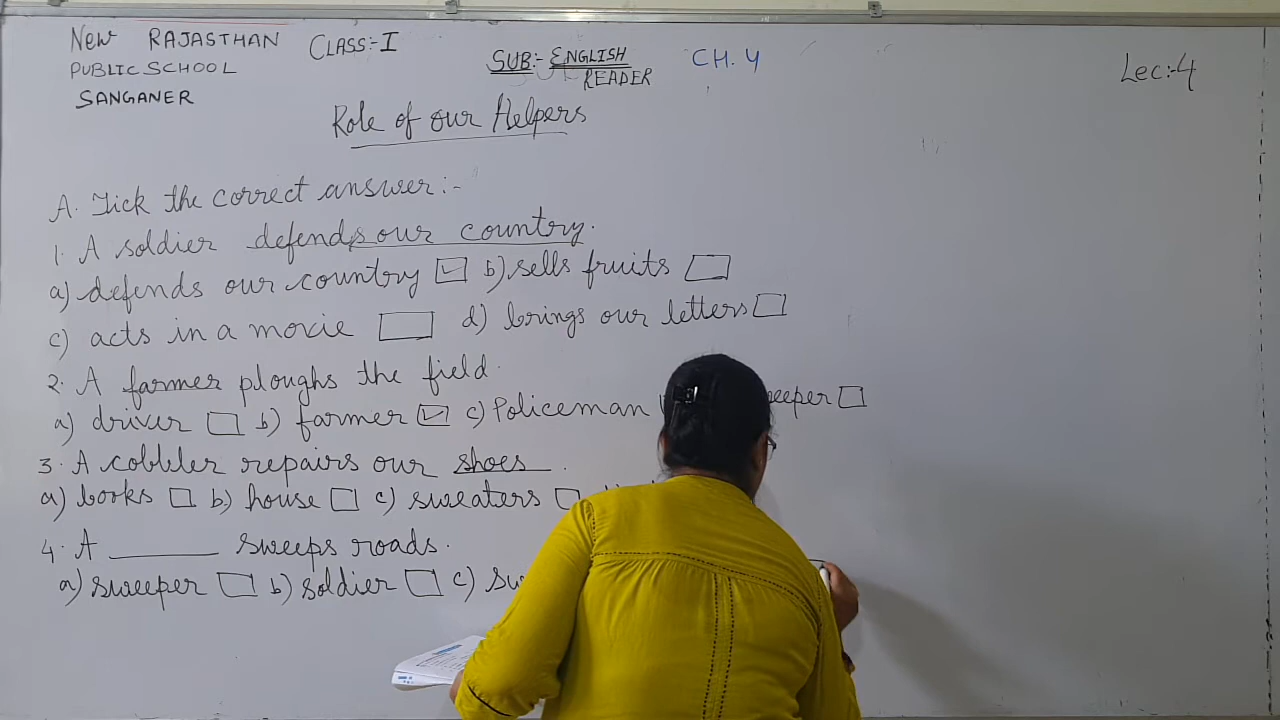 New RAJASTHAN
PUBLIC SCHOOL
SANGANER
CLASS:-I
SUB:- ENGLISH
READER
CH. 4
Lec:-4
Role of our Helpers
A. Tick the correct answer:-
1. A soldier defends our country.
a) defends our country ☑ b) sells fruits ☐
c) acts in a movie ☐ d) brings our letters ☐
2. A farmer ploughs the field.
a) driver ☐ b) farmer ☑ c) Policeman
3. A cobbler repairs our shoes.
a) books ☐ b) house ☐ c) sweaters ☐
4. A ______ sweeps roads.
a) sweeper ☐ b) soldier ☐ c)